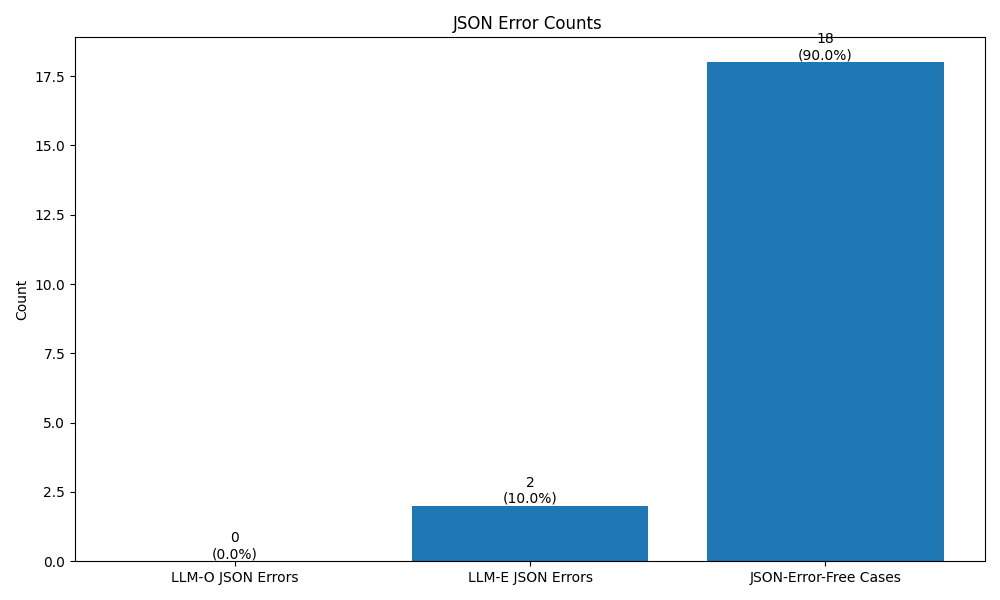 JSON Error Counts
18
(90.0%)
17.5
15.0
12.5
10.0
7.5
5.0
2.5
0.0
Count
2
(10.0%)
0
(0.0%)
LLM-O JSON Errors
LLM-E JSON Errors
JSON-Error-Free Cases